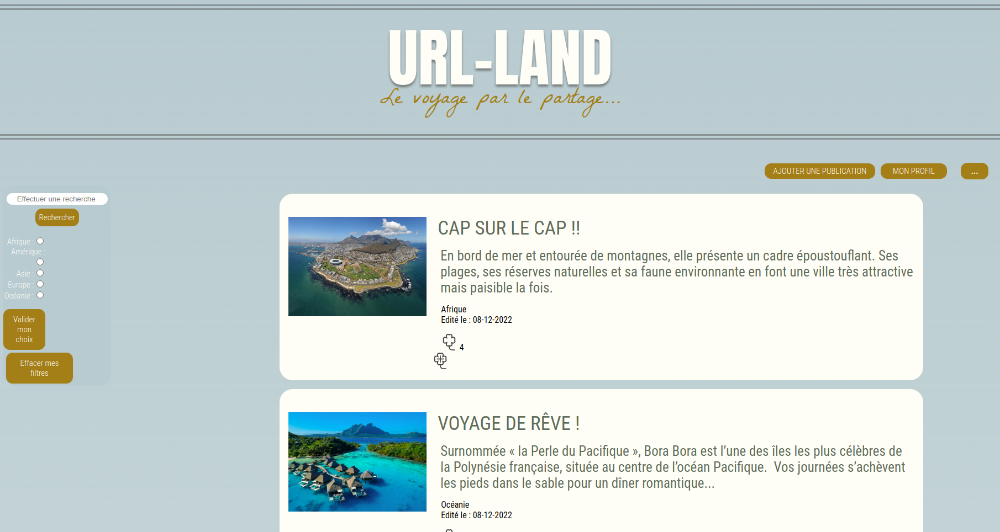 URL-LAND
Le voyage par le partage...
AJOUTER UNE PUBLICATION
MON PROFIL
...
Effectuer une recherche
Rechercher
Afrique :
Amérique :
Asie :
Europe :
Océanie :
Valider
mon
choix
Effacer mes
filtres
CAP SUR LE CAP !!
En bord de mer et entourée de montagnes, elle présente un cadre époustouflant. Ses
plages, ses réserves naturelles et sa faune environnante en font une ville très attractive
mais paisible la fois.
Afrique
Edité le : 08-12-2022
4
VOYAGE DE RÊVE !
Surnommée « la Perle du Pacifique », Bora Bora est l’une des îles les plus célèbres de
la Polynésie française, située au centre de l’océan Pacifique.  Vos journées s’achèvent
les pieds dans le sable pour un dîner romantique...
Océanie
Edité le : 08-12-2022